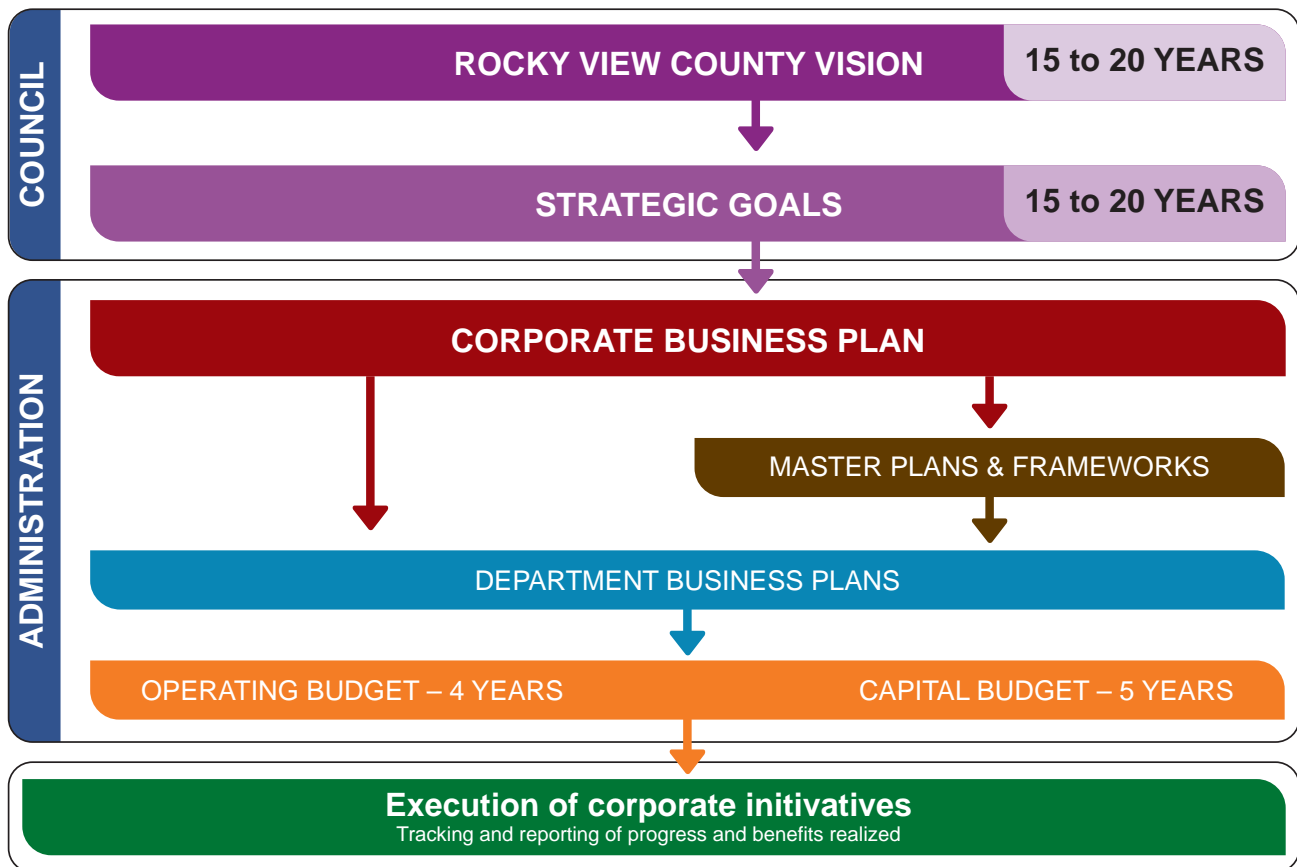 COUNCIL
ROCKY VIEW COUNTY VISION
15 to 20 YEARS
STRATEGIC GOALS
15 to 20 YEARS
ADMINISTRATION
CORPORATE BUSINESS PLAN
MASTER PLANS & FRAMEWORKS
DEPARTMENT BUSINESS PLANS
OPERATING BUDGET – 4 YEARS
CAPITAL BUDGET – 5 YEARS
Execution of corporate initivatives
Tracking and reporting of progress and benefits realized